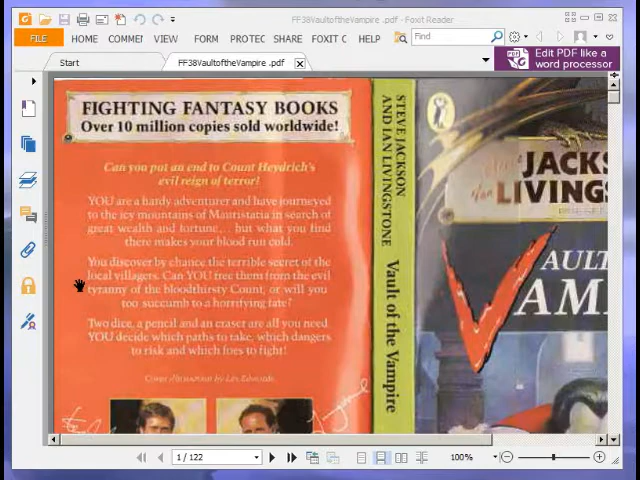 FF38VaultoftheVampire .pdf - Foxit Reader
FILE HOME COMMEI VIEW FORM PROTEC SHARE FOXIT C HELP Find
Start FF38VaultoftheVampire .pdf
Edit PDF like a
word processor
FIGHTING FANTASY BOOKS
Over 10 million copies sold worldwide!
Can you put an end to Count Heydrich's
evil reign of terror!
YOU are a hardy adventurer and have journeyed
to the icy mountains of Mauristatia in search of
great wealth and fortune... but what you find
there makes your blood run cold.
You discover by chance the terrible secret of the
local villagers. Can YOU free them from the evil
tyranny of the bloodthirsty Count, or will you
too succumb to a horrifying fate?
Two dice, a pencil and an eraser are all you need.
YOU decide which paths to take, which dangers
to risk and which foes to fight!
Cover illustration by Les Edwards
STEVE JACKSON
AND IAN LIVINGSTONE
Vault of the Vampire
JACKS
Ian LIVINGS
VAULT
AMI
1 / 122
100%